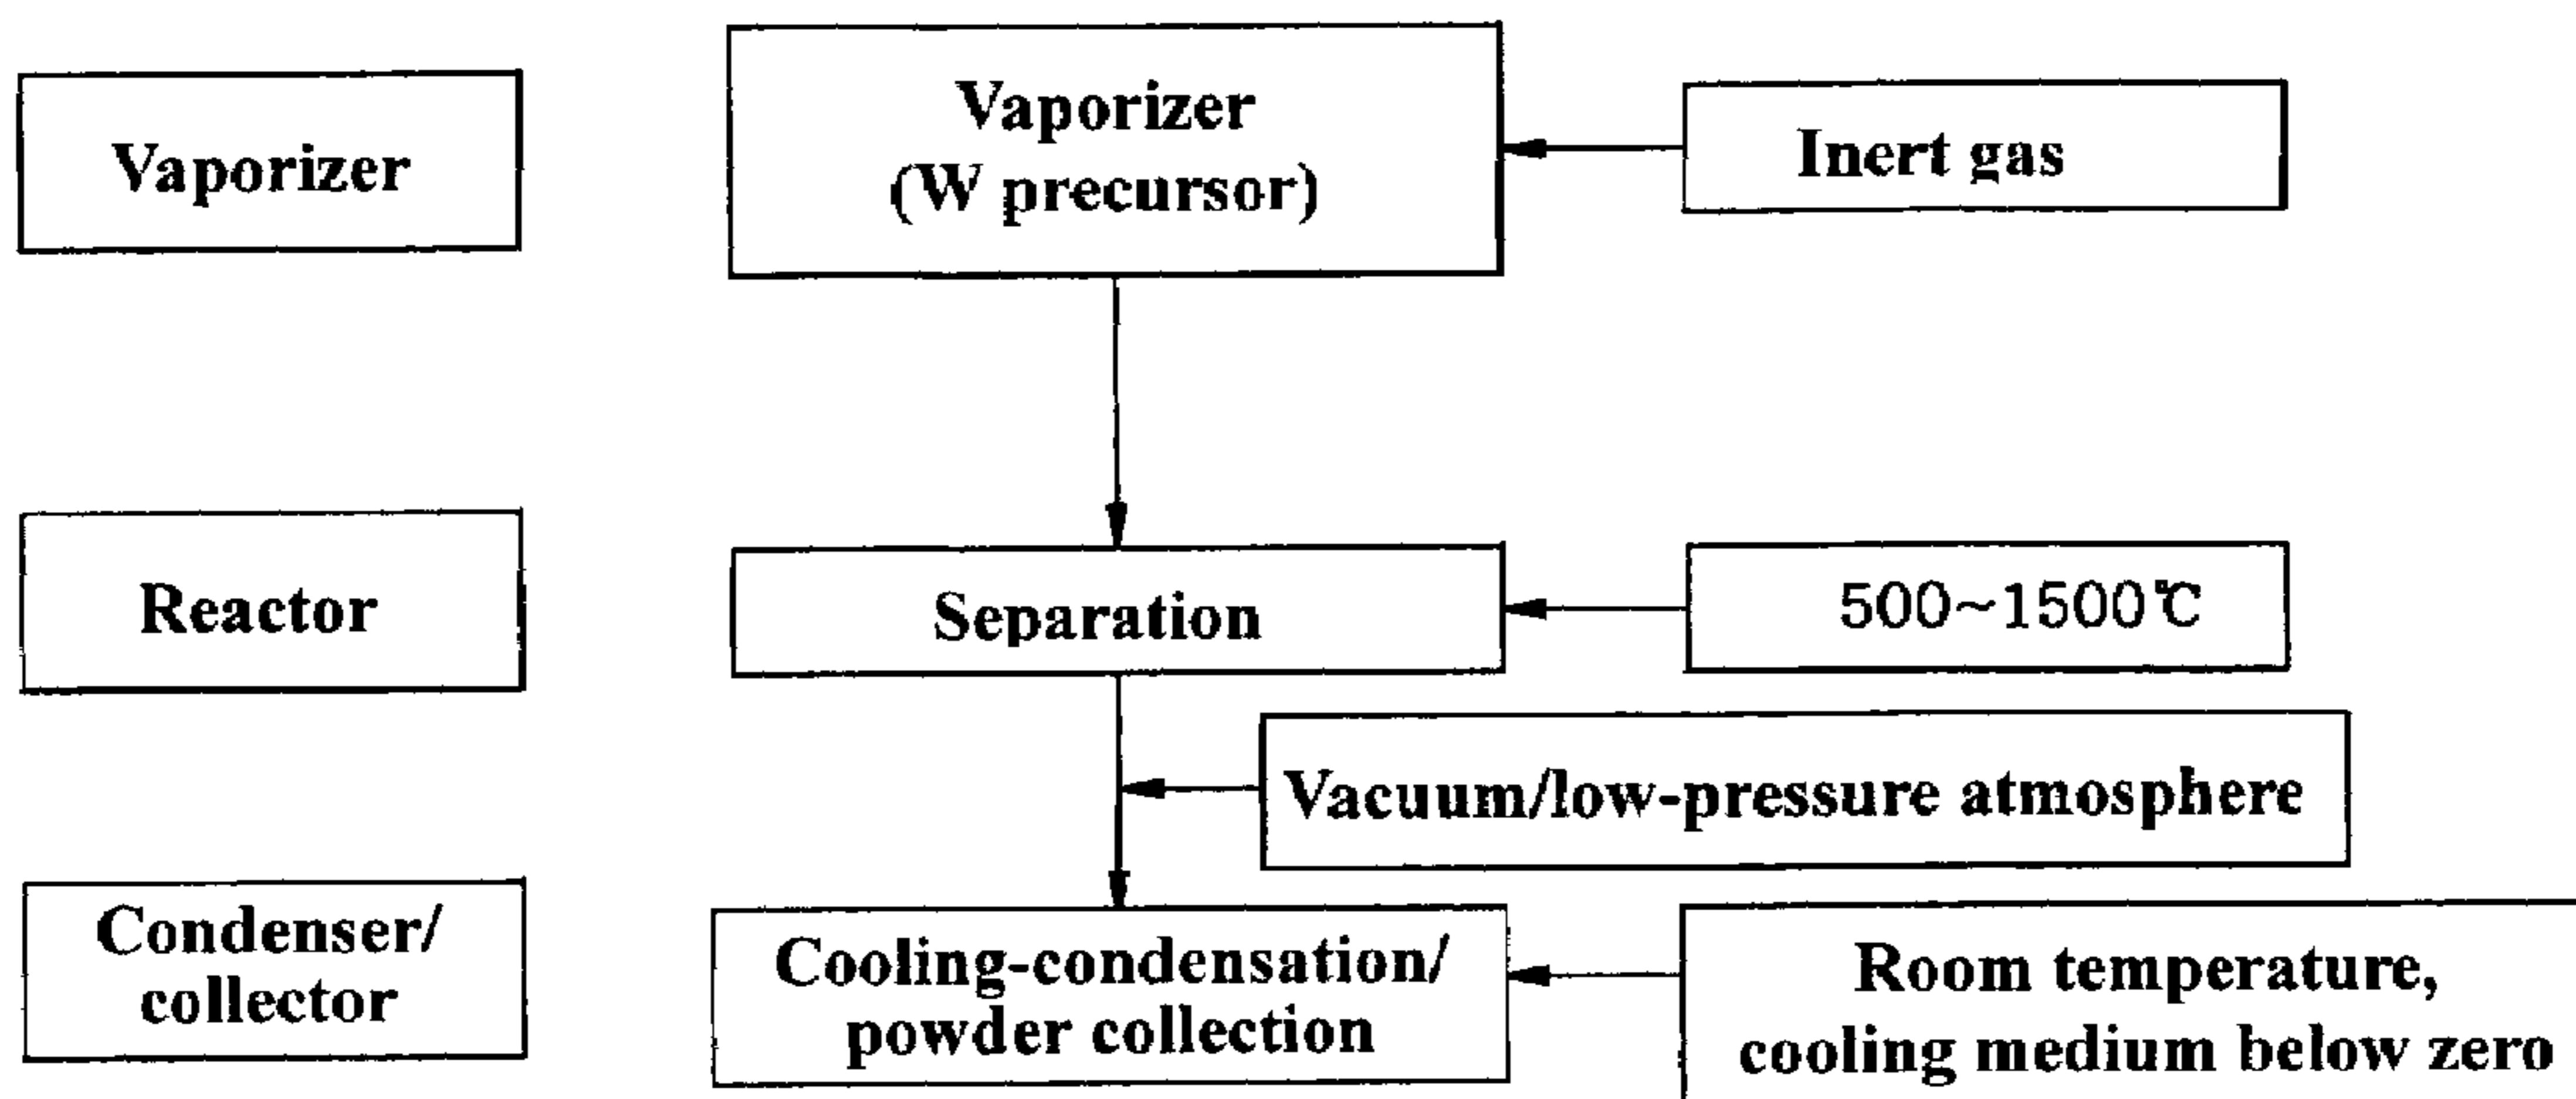 Vaporizer
Vaporizer
(W precursor)
Inert gas
Reactor
Separation
500~1500℃
Vacuum/low-pressure atmosphere
Condenser/
collector
Cooling-condensation/
powder collection
Room temperature,
cooling medium below zero